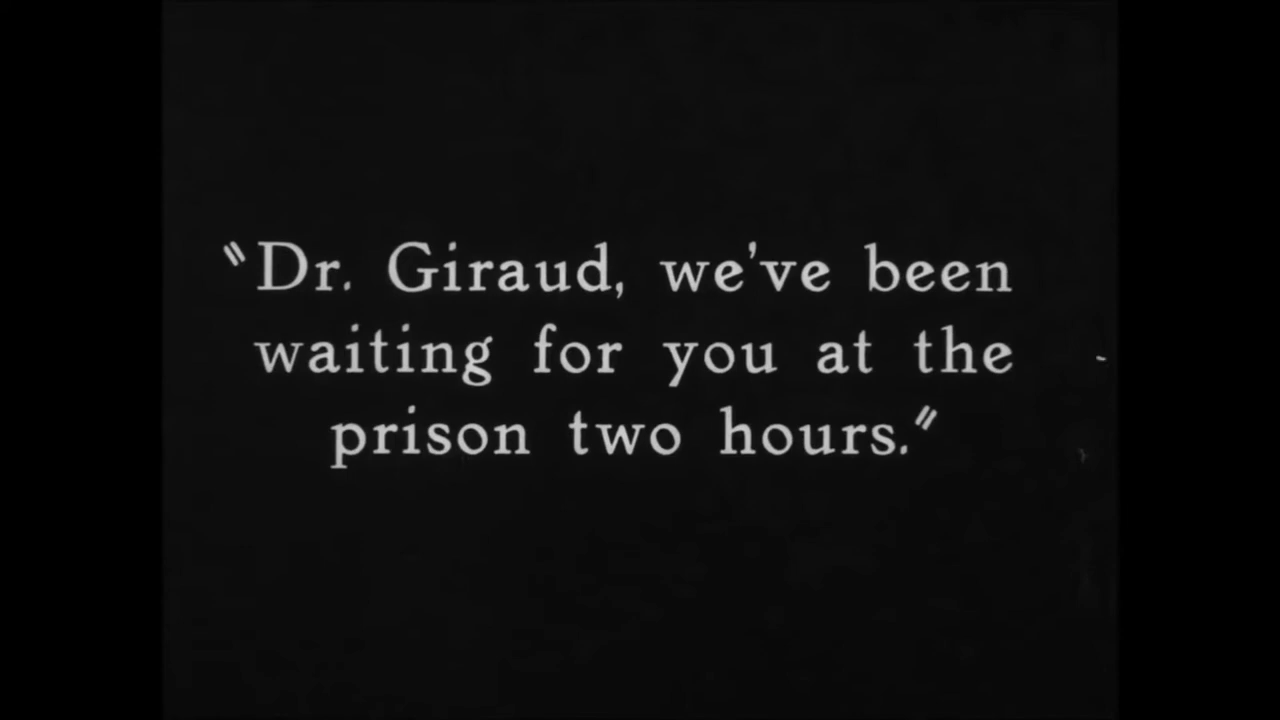 "Dr. Giraud, we've been
waiting for you at the
prison two hours."